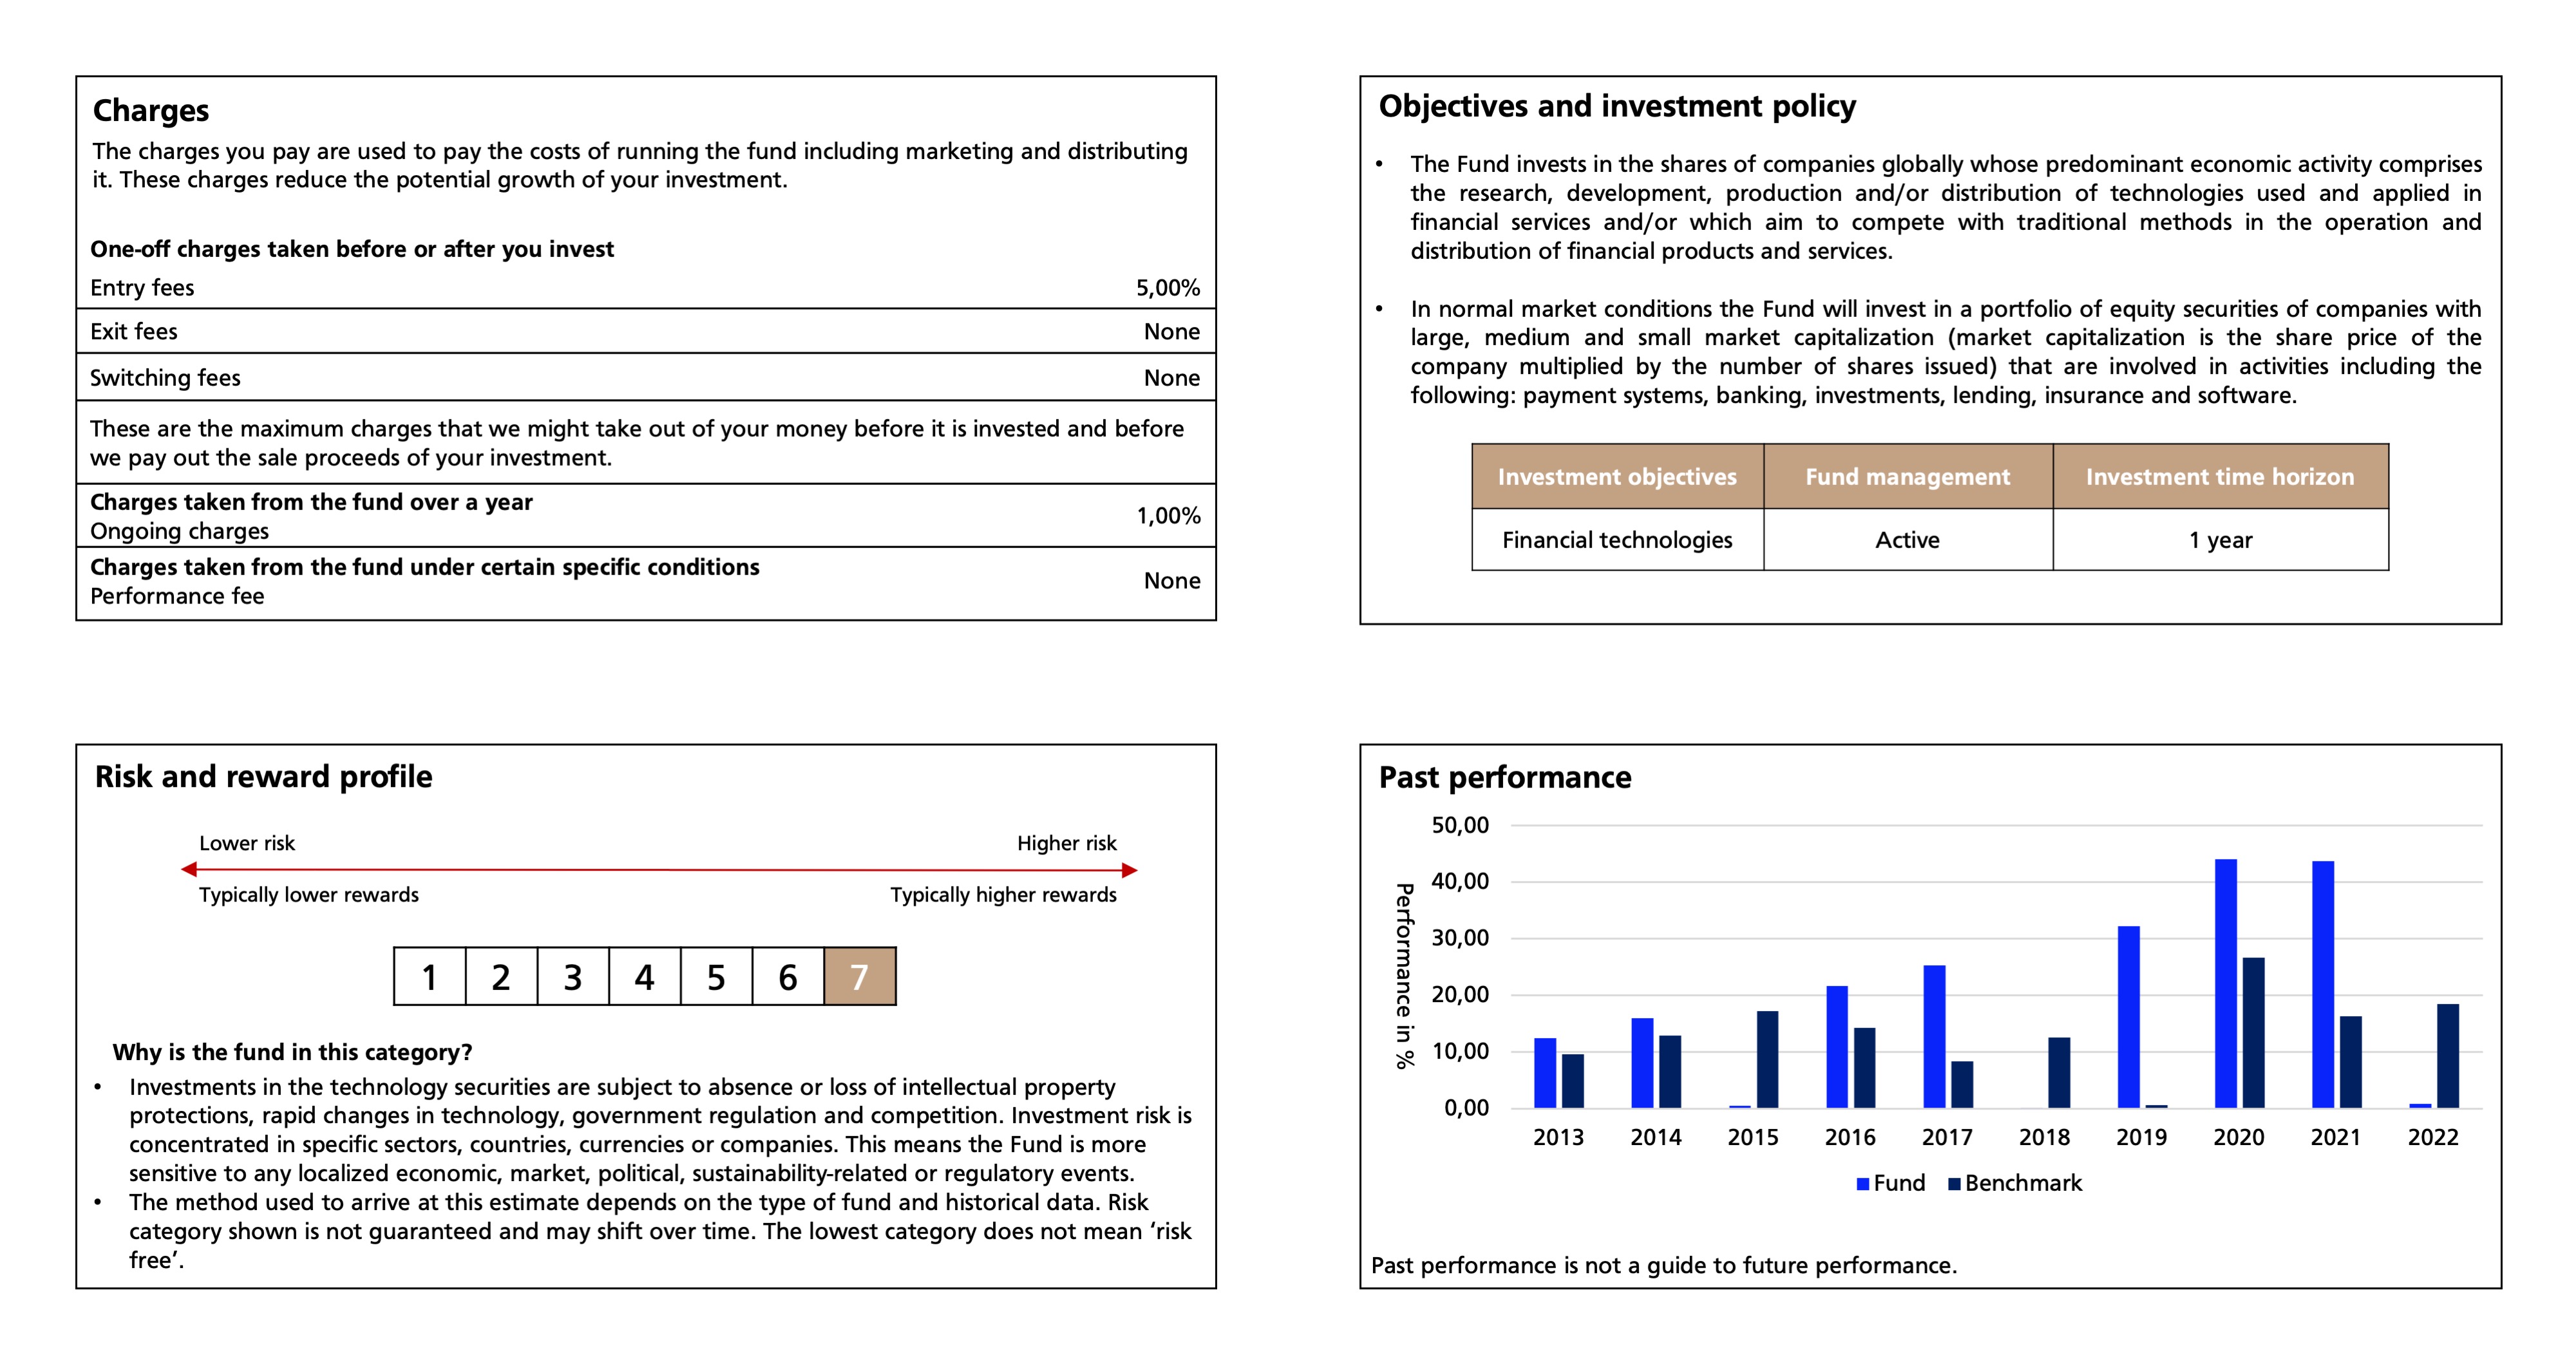 Charges
The charges you pay are used to pay the costs of running the fund including marketing and distributing
it. These charges reduce the potential growth of your investment.
One-off charges taken before or after you invest
Entry fees 5,00%
Exit fees None
Switching fees None
These are the maximum charges that we might take out of your money before it is invested and before
we pay out the sale proceeds of your investment.
Charges taken from the fund over a year
Ongoing charges 1,00%
Charges taken from the fund under certain specific conditions
Performance fee None
Objectives and investment policy
• The Fund invests in the shares of companies globally whose predominant economic activity comprises
the research, development, production and/or distribution of technologies used and applied in
financial services and/or which aim to compete with traditional methods in the operation and
distribution of financial products and services.
• In normal market conditions the Fund will invest in a portfolio of equity securities of companies with
large, medium and small market capitalization (market capitalization is the share price of the
company multiplied by the number of shares issued) that are involved in activities including the
following: payment systems, banking, investments, lending, insurance and software.
Investment objectives Fund management Investment time horizon
Financial technologies Active 1 year
Risk and reward profile
Lower risk Higher risk
Typically lower rewards Typically higher rewards
1 2 3 4 5 6 7
Why is the fund in this category?
• Investments in the technology securities are subject to absence or loss of intellectual property
protections, rapid changes in technology, government regulation and competition. Investment risk is
concentrated in specific sectors, countries, currencies or companies. This means the Fund is more
sensitive to any localized economic, market, political, sustainability-related or regulatory events.
• The method used to arrive at this estimate depends on the type of fund and historical data. Risk
category shown is not guaranteed and may shift over time. The lowest category does not mean ‘risk
free’.
Past performance
Performance in %
50,00
40,00
30,00
20,00
10,00
0,00
2013 2014 2015 2016 2017 2018 2019 2020 2021 2022
Fund Benchmark
Past performance is not a guide to future performance.